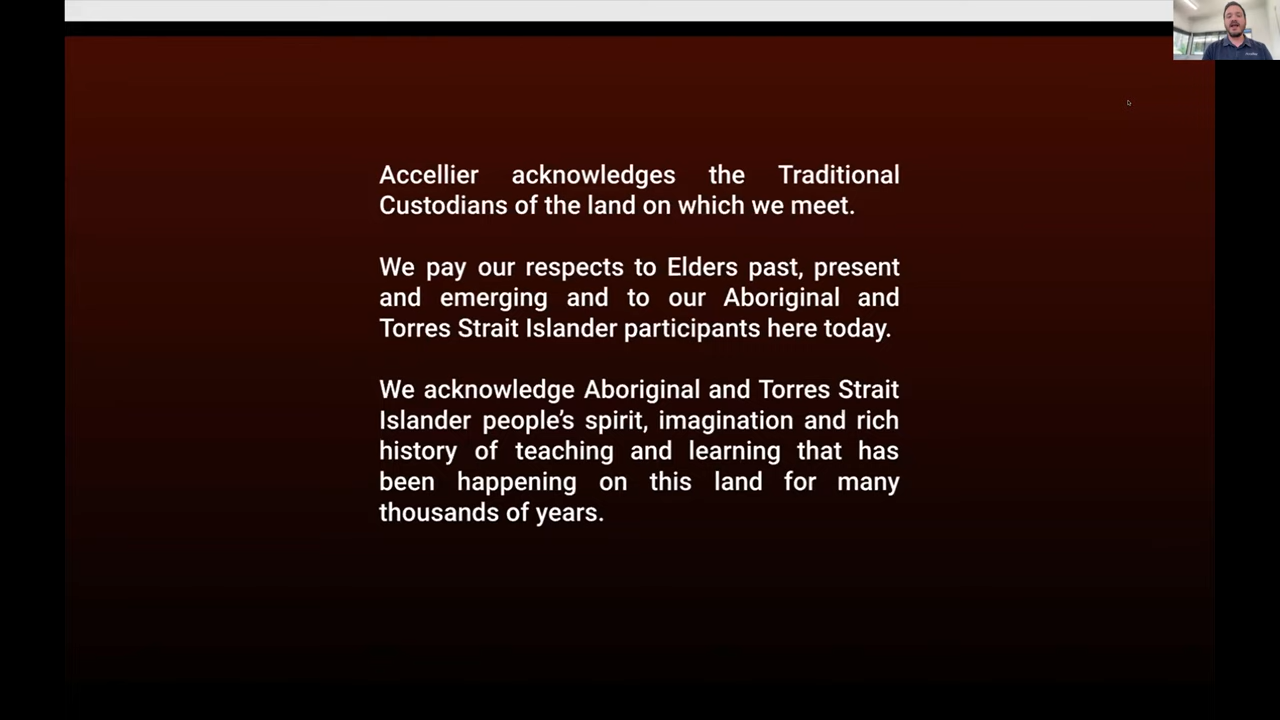 Accellier acknowledges the Traditional
Custodians of the land on which we meet.
We pay our respects to Elders past, present
and emerging and to our Aboriginal and
Torres Strait Islander participants here today.
We acknowledge Aboriginal and Torres Strait
Islander people’s spirit, imagination and rich
history of teaching and learning that has
been happening on this land for many
thousands of years.